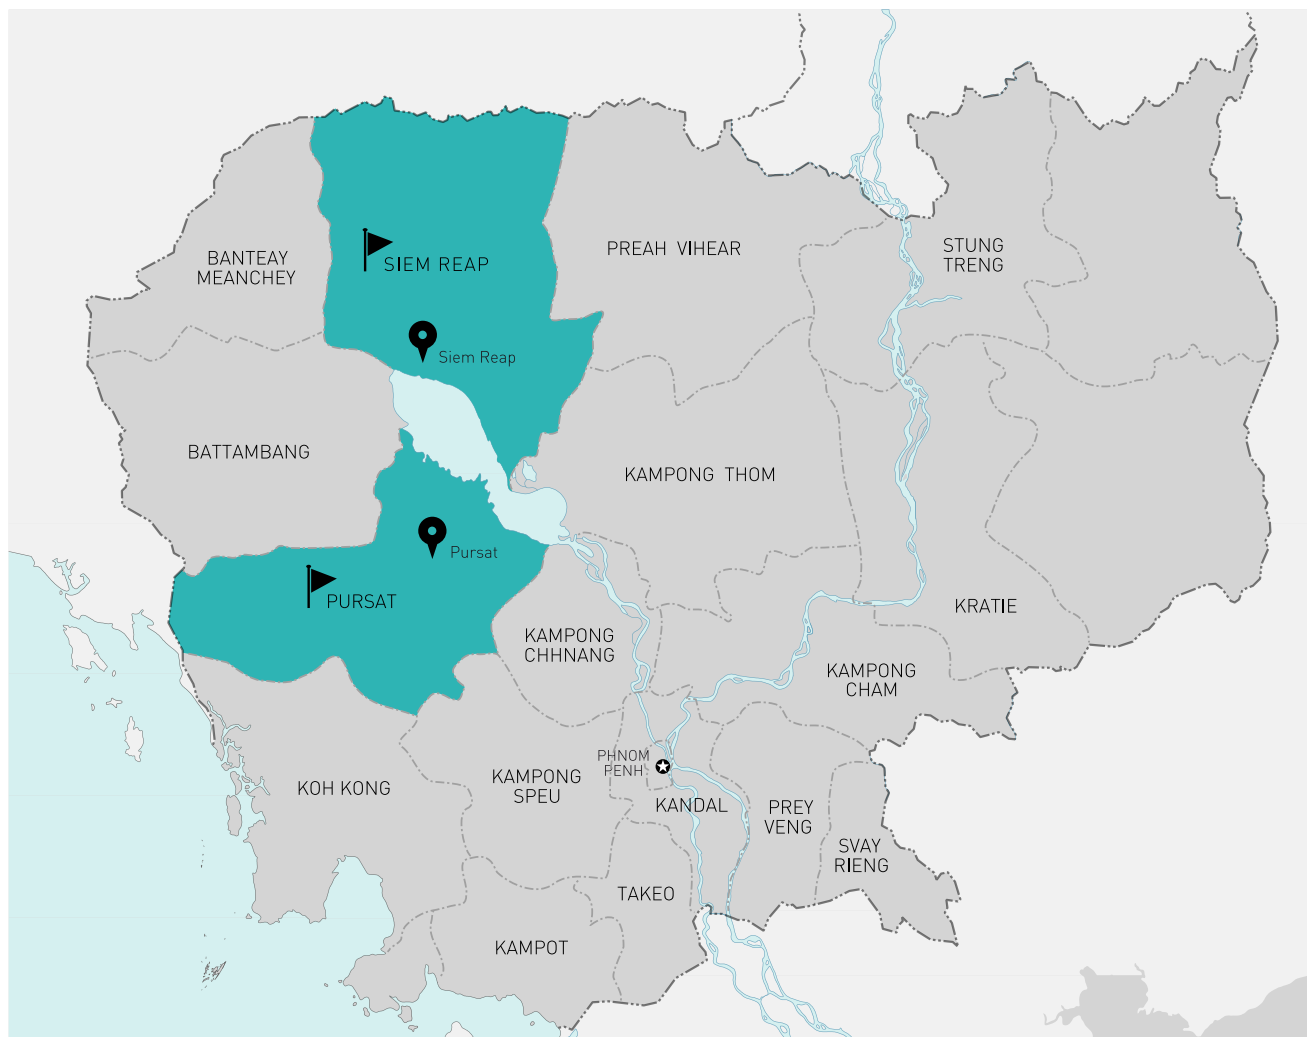 BANTEAY
MEANCHEY
SIEM REAP
PREAH VIHEAR
STUNG
TRENG
Siem Reap
BATTAMBANG
KAMPONG THOM
Pursat
PURSAT
KRATIE
KAMPONG
CHHNANG
KAMPONG
CHAM
PHNOM
PENH
KOH KONG
KAMPONG
SPEU
KANDAL
PREY
VENG
SVAY
RIENG
TAKEO
KAMPOT